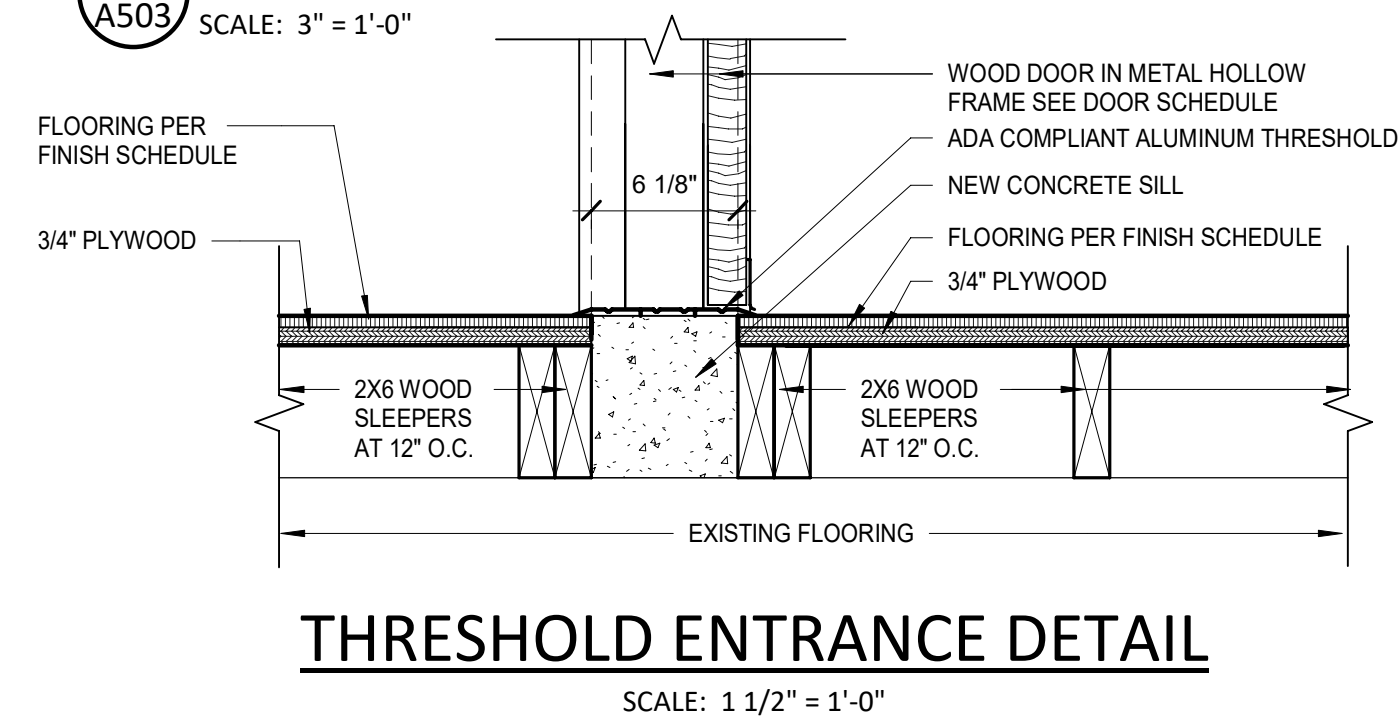 A503
SCALE: 3" = 1'-0"
WOOD DOOR IN METAL HOLLOW
FRAME SEE DOOR SCHEDULE
ADA COMPLIANT ALUMINUM THRESHOLD
NEW CONCRETE SILL
FLOORING PER FINISH SCHEDULE
3/4" PLYWOOD
FLOORING PER
FINISH SCHEDULE
3/4" PLYWOOD
6 1/8"
2X6 WOOD
SLEEPERS
AT 12" O.C.
2X6 WOOD
SLEEPERS
AT 12" O.C.
EXISTING FLOORING
THRESHOLD ENTRANCE DETAIL
SCALE: 1 1/2" = 1'-0"